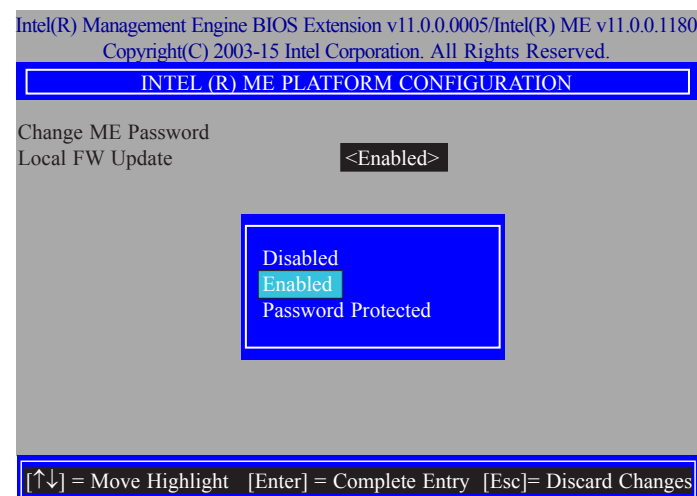 Intel(R) Management Engine BIOS Extension v11.0.0.0005/Intel(R) ME v11.0.0.1180
Copyright(C) 2003-15 Intel Corporation. All Rights Reserved.
INTEL (R) ME PLATFORM CONFIGURATION
Change ME Password
Local FW Update <Enabled>
Disabled
Enabled
Password Protected
[↑↓] = Move Highlight [Enter] = Complete Entry [Esc]= Discard Changes